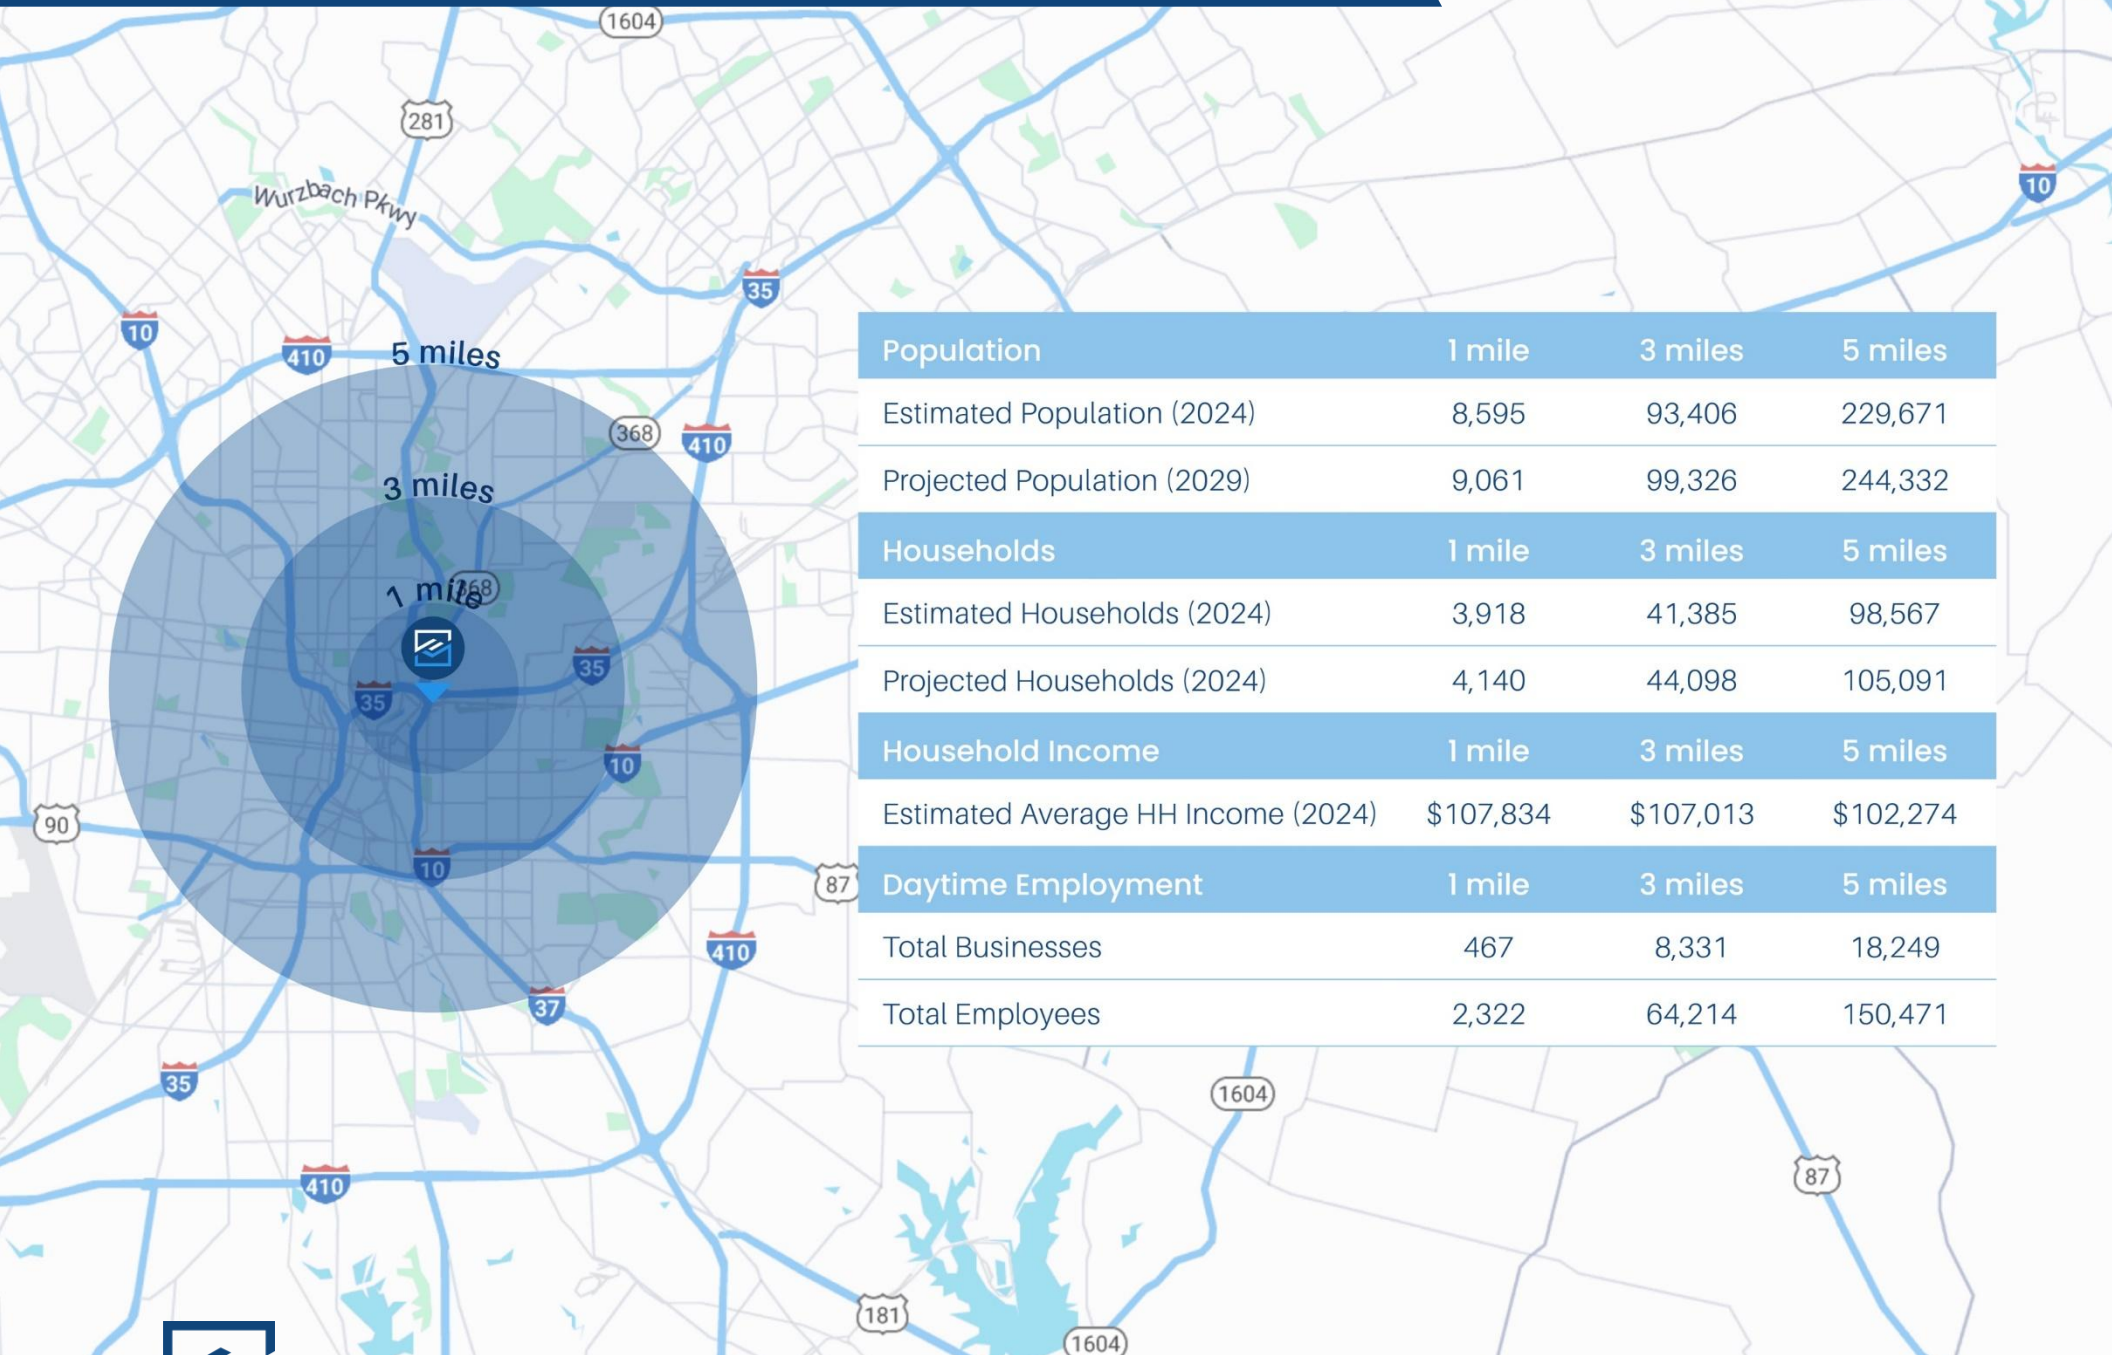 1604
281
Wurzbach Pkwy
10
35
10
410
5 miles
368
410
3 miles
1 mile
368
35
35
10
90
10
87
410
37
35
410
1604
87
181
1604
Population 1 mile 3 miles 5 miles
Estimated Population (2024) 8,595 93,406 229,671
Projected Population (2029) 9,061 99,326 244,332
Households 1 mile 3 miles 5 miles
Estimated Households (2024) 3,918 41,385 98,567
Projected Households (2024) 4,140 44,098 105,091
Household Income 1 mile 3 miles 5 miles
Estimated Average HH Income (2024) $107,834 $107,013 $102,274
Daytime Employment 1 mile 3 miles 5 miles
Total Businesses 467 8,331 18,249
Total Employees 2,322 64,214 150,471